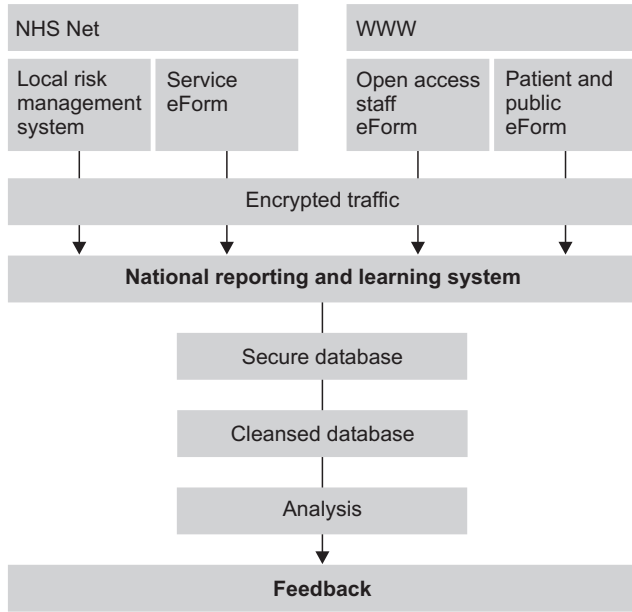 NHS Net
WWW
Local risk
management
system
Service
eForm
Open access
staff
eForm
Patient and
public
eForm
Encrypted traffic
National reporting and learning system
Secure database
Cleansed database
Analysis
Feedback